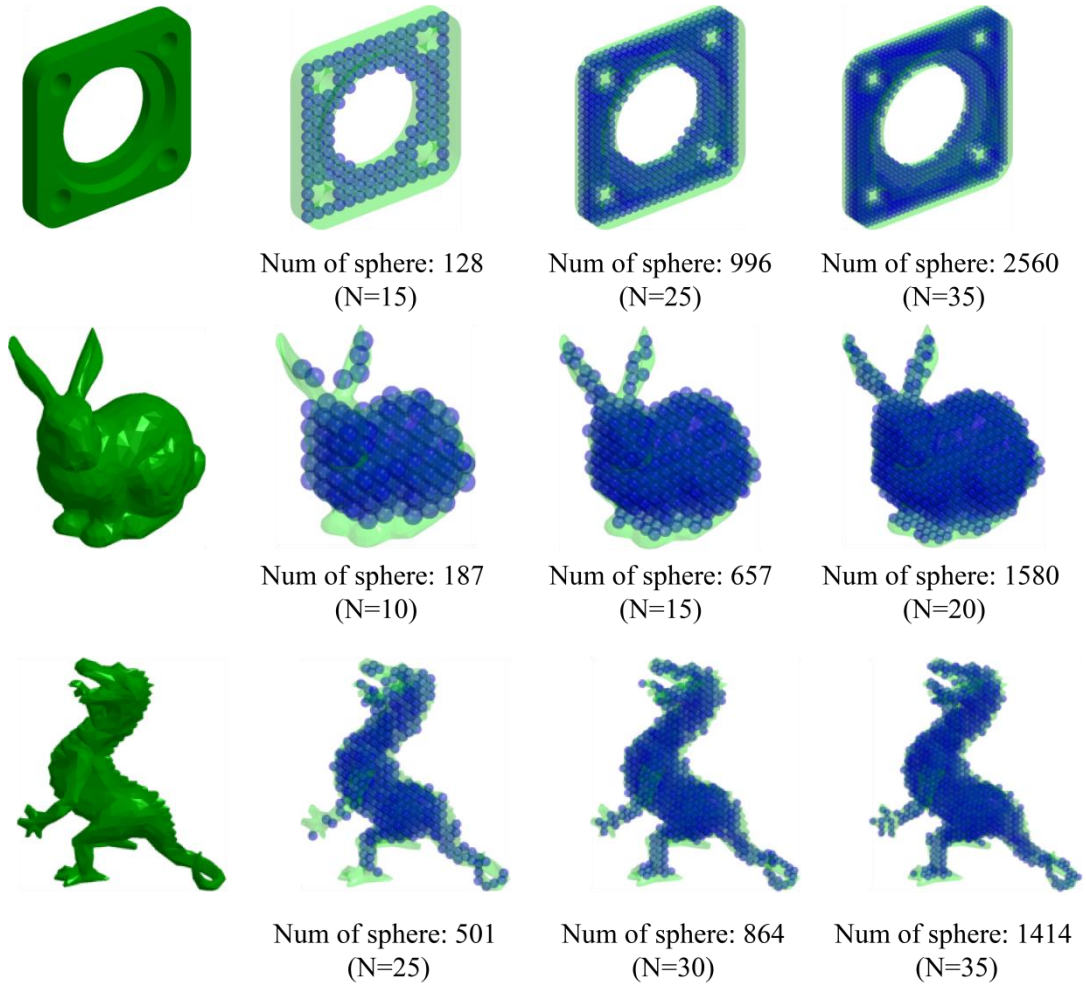 Num of sphere: 128
(N=15)
Num of sphere: 996
(N=25)
Num of sphere: 2560
(N=35)
Num of sphere: 187
(N=10)
Num of sphere: 657
(N=15)
Num of sphere: 1580
(N=20)
Num of sphere: 501
(N=25)
Num of sphere: 864
(N=30)
Num of sphere: 1414
(N=35)